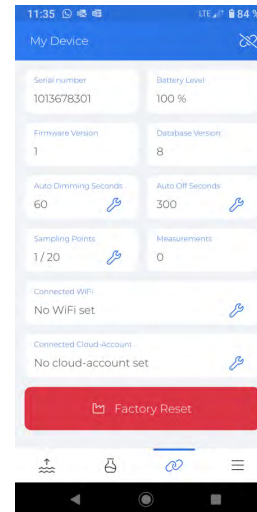 11:35 LTE 84 %
My Device
Serial number Battery Level
1013678301 100 %
Firmware Version Database Version
1 8
Auto Dimming Seconds Auto Off Seconds
60 300
Sampling Points Measurements
1 / 20 0
Connected WiFi
No WiFi set
Connected Cloud-Account
No cloud-account set
Factory Reset